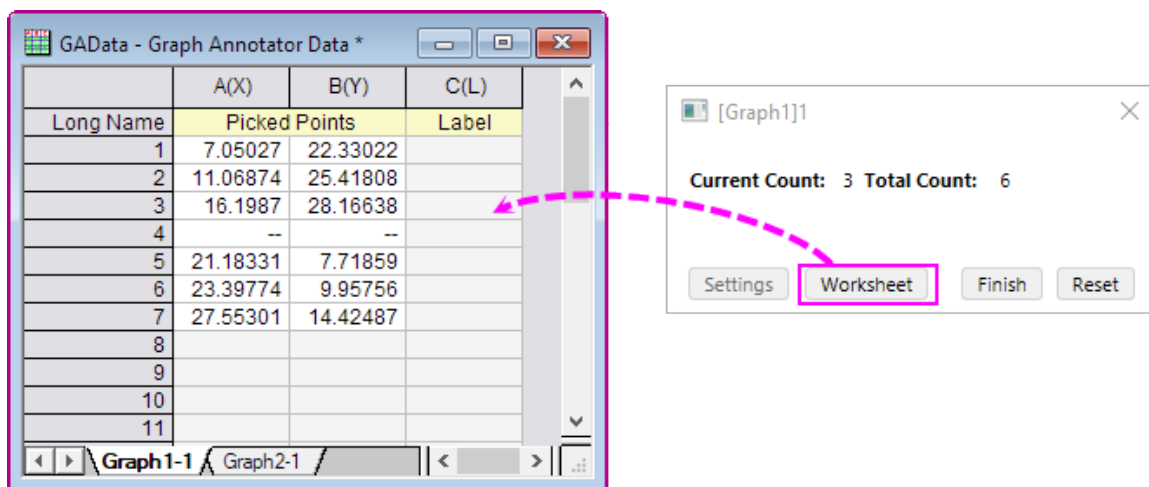 GAData - Graph Annotator Data *
A(X) B(Y) C(L)
Long Name Picked Points Label
1 7.05027 22.33022
2 11.06874 25.41808
3 16.1987 28.16638
4 -- --
5 21.18331 7.71859
6 23.39774 9.95756
7 27.55301 14.42487
8
9
10
11
Graph1-1 Graph2-1
[Graph1]1
Current Count: 3 Total Count: 6
Settings Worksheet Finish Reset